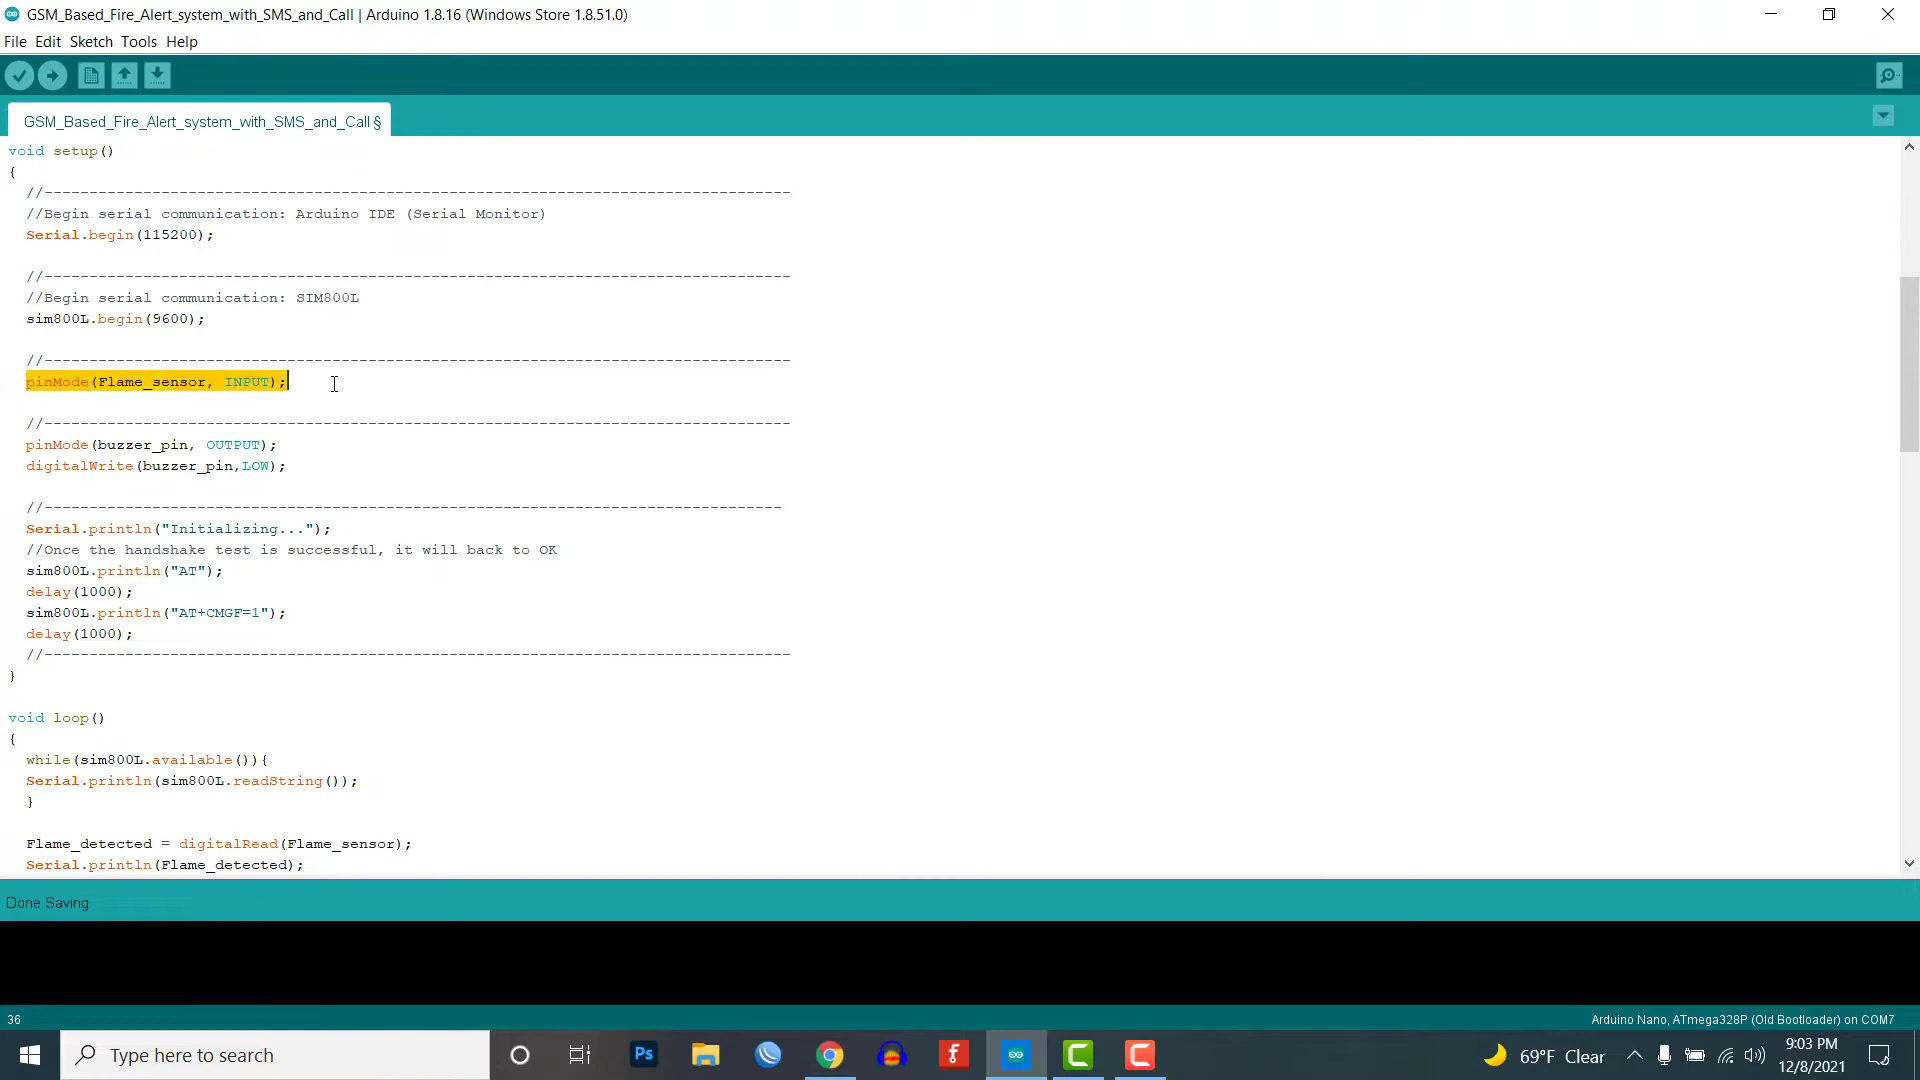 GSM_Based_Fire_Alert_system_with_SMS_and_Call | Arduino 1.8.16 (Windows Store 1.8.51.0)
File Edit Sketch Tools Help
GSM_Based_Fire_Alert_system_with_SMS_and_Call §
void setup()
{
//-----------------------------------------------------------------------------------
//Begin serial communication: Arduino IDE (Serial Monitor)
Serial.begin(115200);
//-----------------------------------------------------------------------------------
//Begin serial communication: SIM800L
sim800L.begin(9600);
//-----------------------------------------------------------------------------------
pinMode(Flame_sensor, INPUT);
//-----------------------------------------------------------------------------------
pinMode(buzzer_pin, OUTPUT);
digitalWrite(buzzer_pin,LOW);
//----------------------------------------------------------------------------------
Serial.println("Initializing...");
//Once the handshake test is successful, it will back to OK
sim800L.println("AT");
delay(1000);
sim800L.println("AT+CMGF=1");
delay(1000);
//-----------------------------------------------------------------------------------
}
void loop()
{
while(sim800L.available()){
Serial.println(sim800L.readString());
}
Flame_detected = digitalRead(Flame_sensor);
Serial.println(Flame_detected);
Done Saving.
36
Arduino Nano, ATmega328P (Old Bootloader) on COM7
Type here to search
Ps
69°F Clear
9:03 PM
12/8/2021